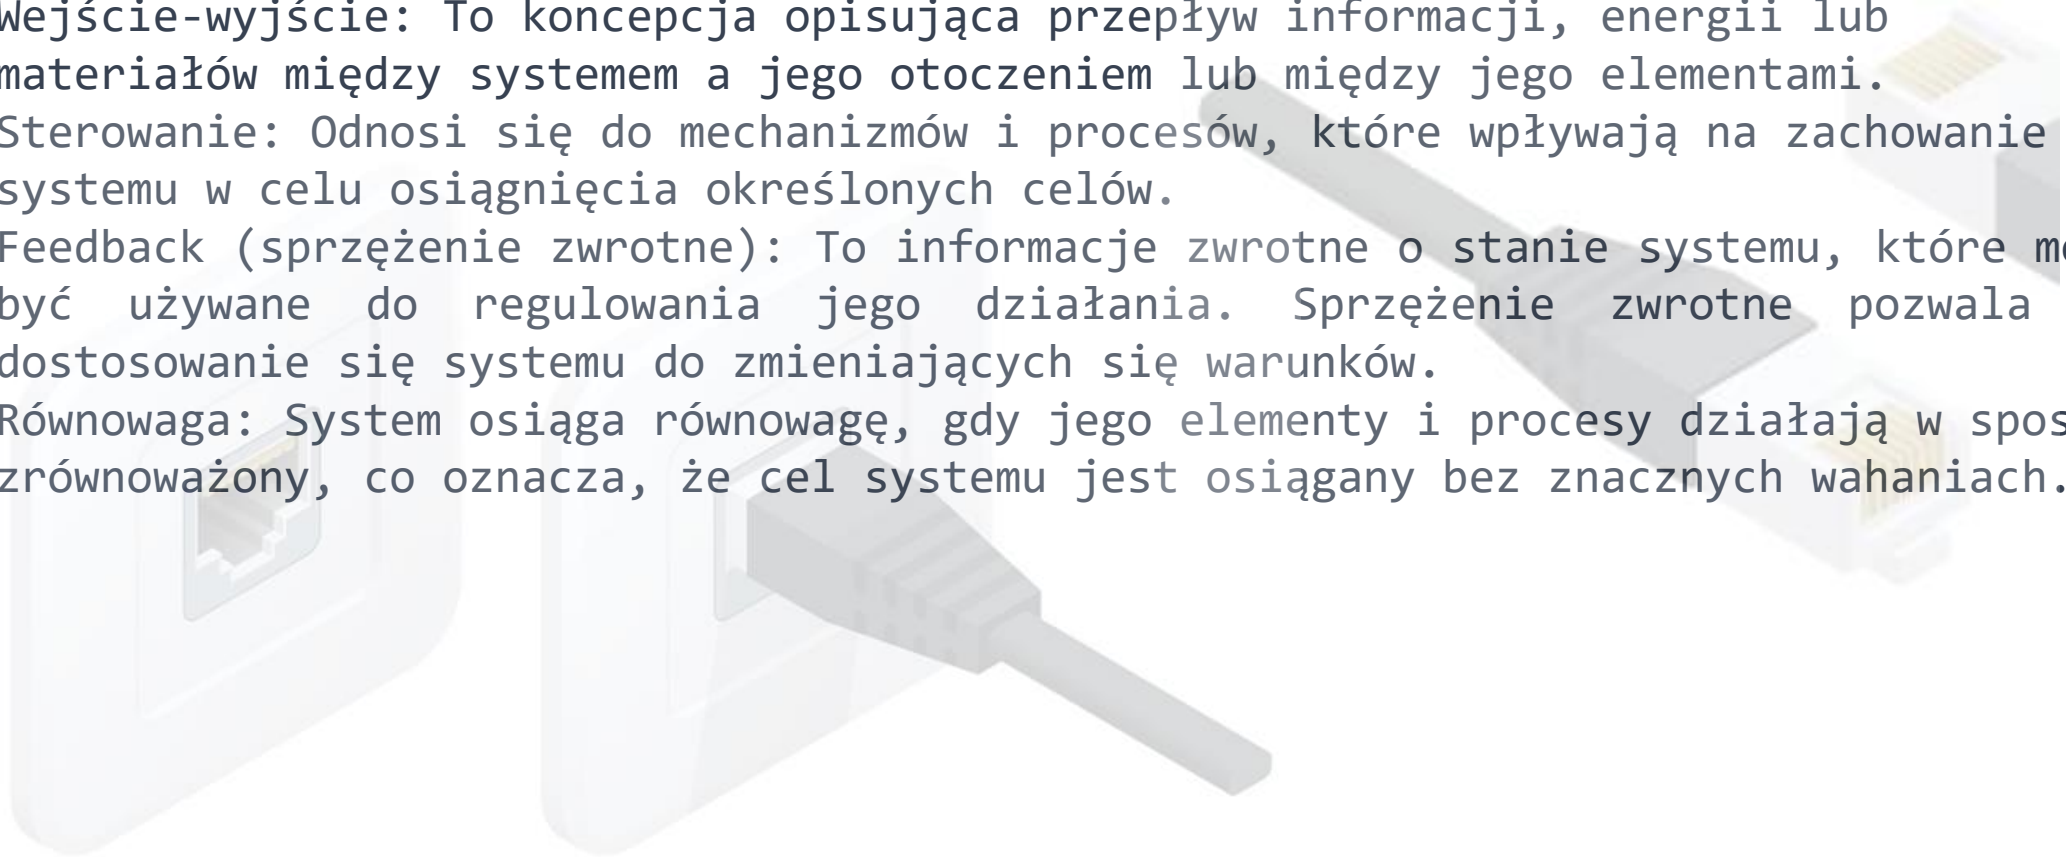 Wejście-wyjście: To koncepcja opisująca przepływ informacji, energii lub
materiałów między systemem a jego otoczeniem lub między jego elementami.
Sterowanie: Odnosi się do mechanizmów i procesów, które wpływają na zachowanie
systemu w celu osiągnięcia określonych celów.
Feedback (sprzężenie zwrotne): To informacje zwrotne o stanie systemu, które
być używane do regulowania jego działania. Sprzężenie zwrotne pozwala
dostosowanie się systemu do zmieniających się warunków.
Równowaga: System osiąga równowagę, gdy jego elementy i procesy działają w
zrównoważony, co oznacza, że cel systemu jest osiągany bez znacznych wahaniach.